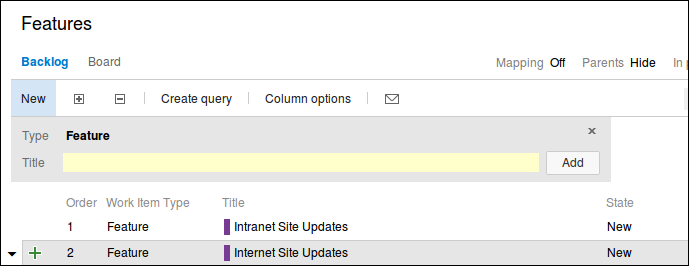 Features
Backlog Board Mapping Off Parents Hide In p
New Create query Column options
Type Feature
Title Add
Order Work Item Type Title State
1 Feature Intranet Site Updates New
2 Feature Internet Site Updates New